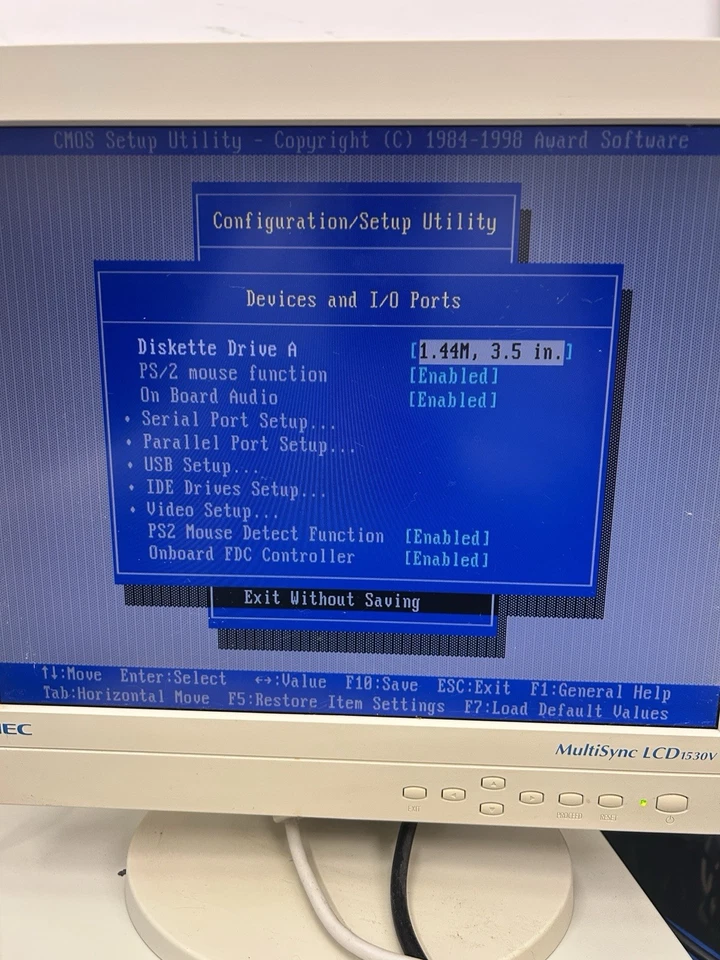 CMOS Setup Utility - Copyright (C) 1984-1998 Award Software
Configuration/Setup Utility
Devices and I/O Ports
Diskette Drive A [1.44M, 3.5 in.]
PS/2 mouse function [Enabled]
On Board Audio [Enabled]
• Serial Port Setup...
• Parallel Port Setup...
• USB Setup...
• IDE Drives Setup...
• Video Setup...
PS2 Mouse Detect Function [Enabled]
Onboard FDC Controller [Enabled]
Exit Without Saving
↑↓:Move Enter:Select ↔:Value F10:Save ESC:Exit F1:General Help
Tab:Horizontal Move F5:Restore Item Settings F7:Load Default Values
NEC
MultiSync LCD1530V
EXIT PROCEED RESET